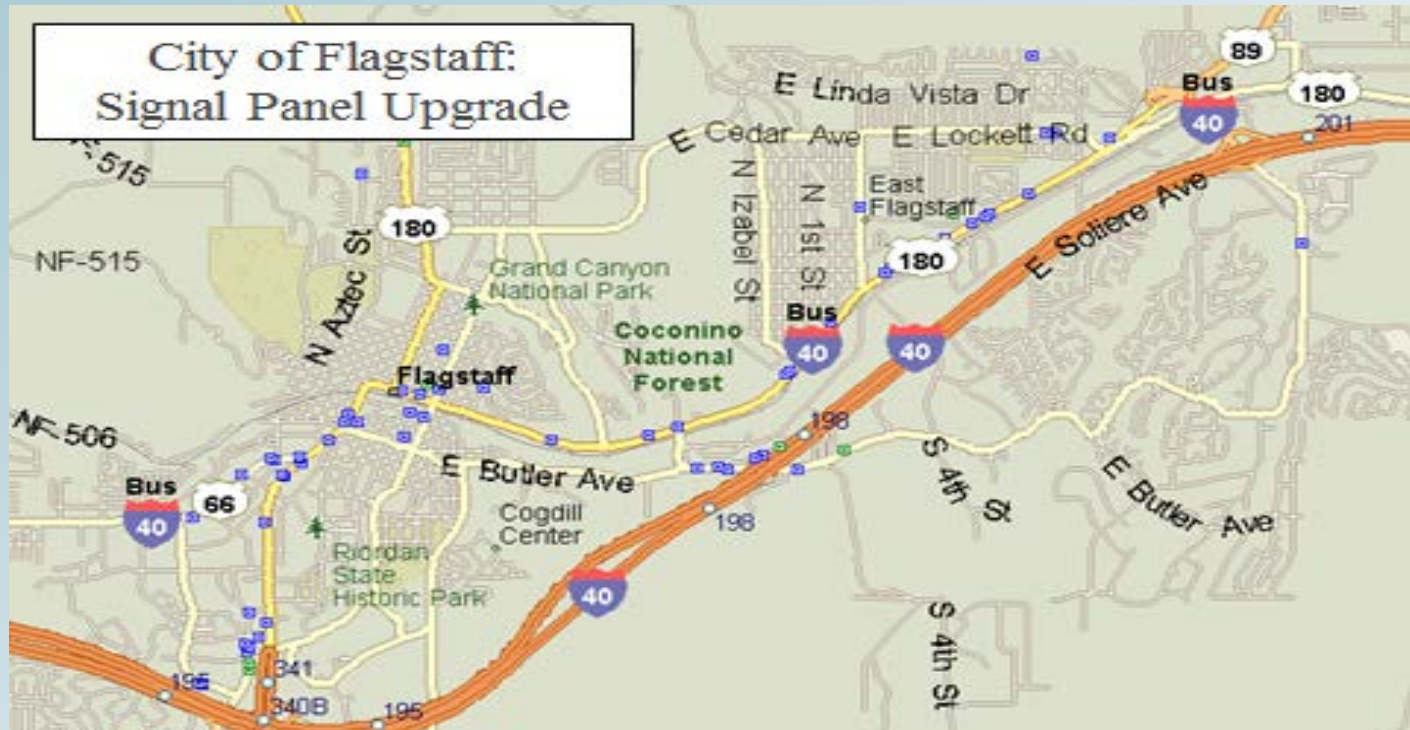 City of Flagstaff:
Signal Panel Upgrade
89
Bus
40
180
201
E Linda Vista Dr
E Cedar Ave
E Lockett Rd
NF-515
N Izabel St
N 1st St
East
Flagstaff
E Soliere Ave
180
NF-515
N Aztec St
Grand Canyon
National Park
180
Bus
40
40
Coconino
National
Forest
Flagstaff
NF-506
198
E Butler Ave
S 4th St
E Butler Ave
Bus
40
66
198
Cogdill
Center
Riordan
State
Historic Park
40
S 4th St
341
340B
195